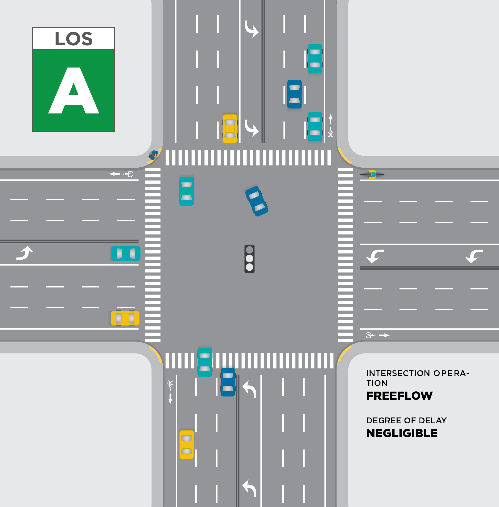 LOS
A
INTERSECTION OPERA-
TION
FREEFLOW
DEGREE OF DELAY
NEGLIGIBLE